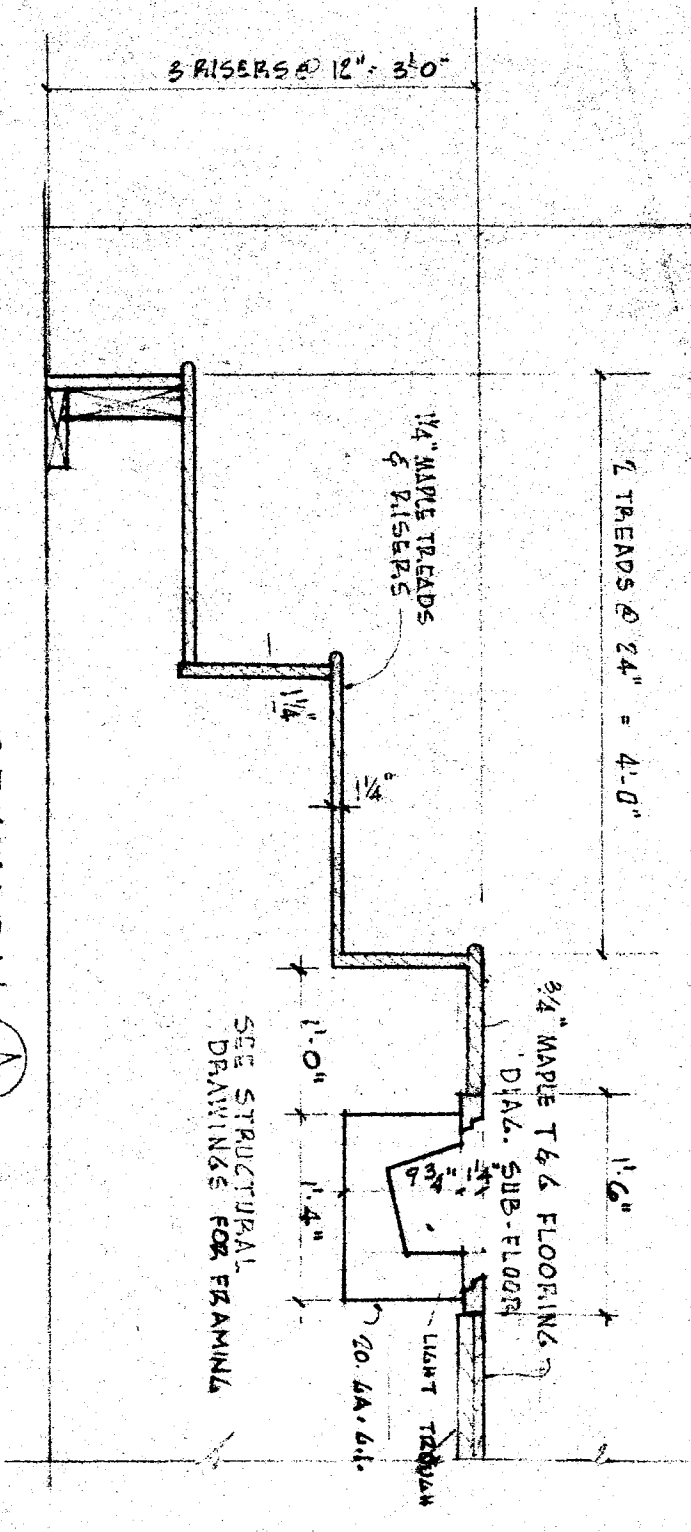 3 RISERS @ 12" = 3'-0"
2 TREADS @ 24" = 4'-0"
1¼" MAPLE TREADS
& RISERS
1¼"
1¼"
¾" MAPLE T & G FLOORING
DIAG. SUB-FLOOR
1'-0"
1'-4"
1'-6"
9¾"
1¼"
LIGHT TROUGH
20. GA. G.I.
SEE STRUCTURAL
DRAWINGS FOR FRAMING
A